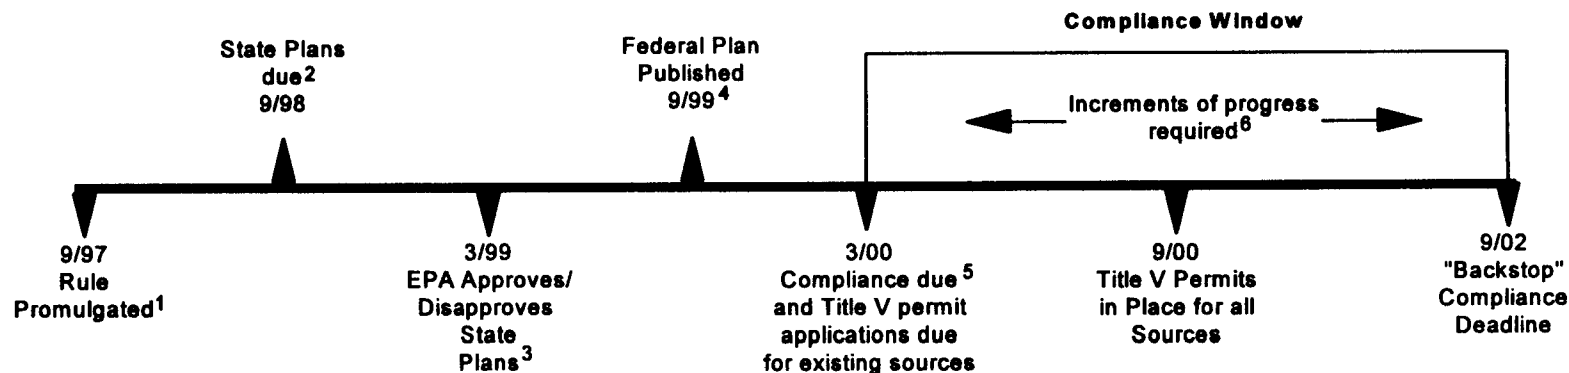 Compliance Window
State Plans
due2
9/98
Federal Plan
Published
9/99 4
Increments of progress
required6
9/97
Rule
Promulgated1
3/99
EPA Approves/
Disapproves
State
Plans3
3/00
Compliance due 5
and Title V permit
applications due
for existing sources
9/00
Title V Permits
in Place for all
Sources
9/02
"Backstop"
Compliance
Deadline